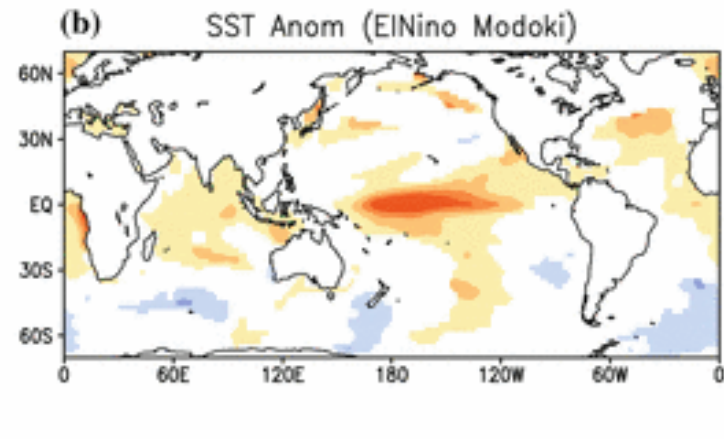 (b) SST Anom (ElNino Modoki)
60N
30N
EQ
30S
60S
0 60E 120E 180 120W 60W 0